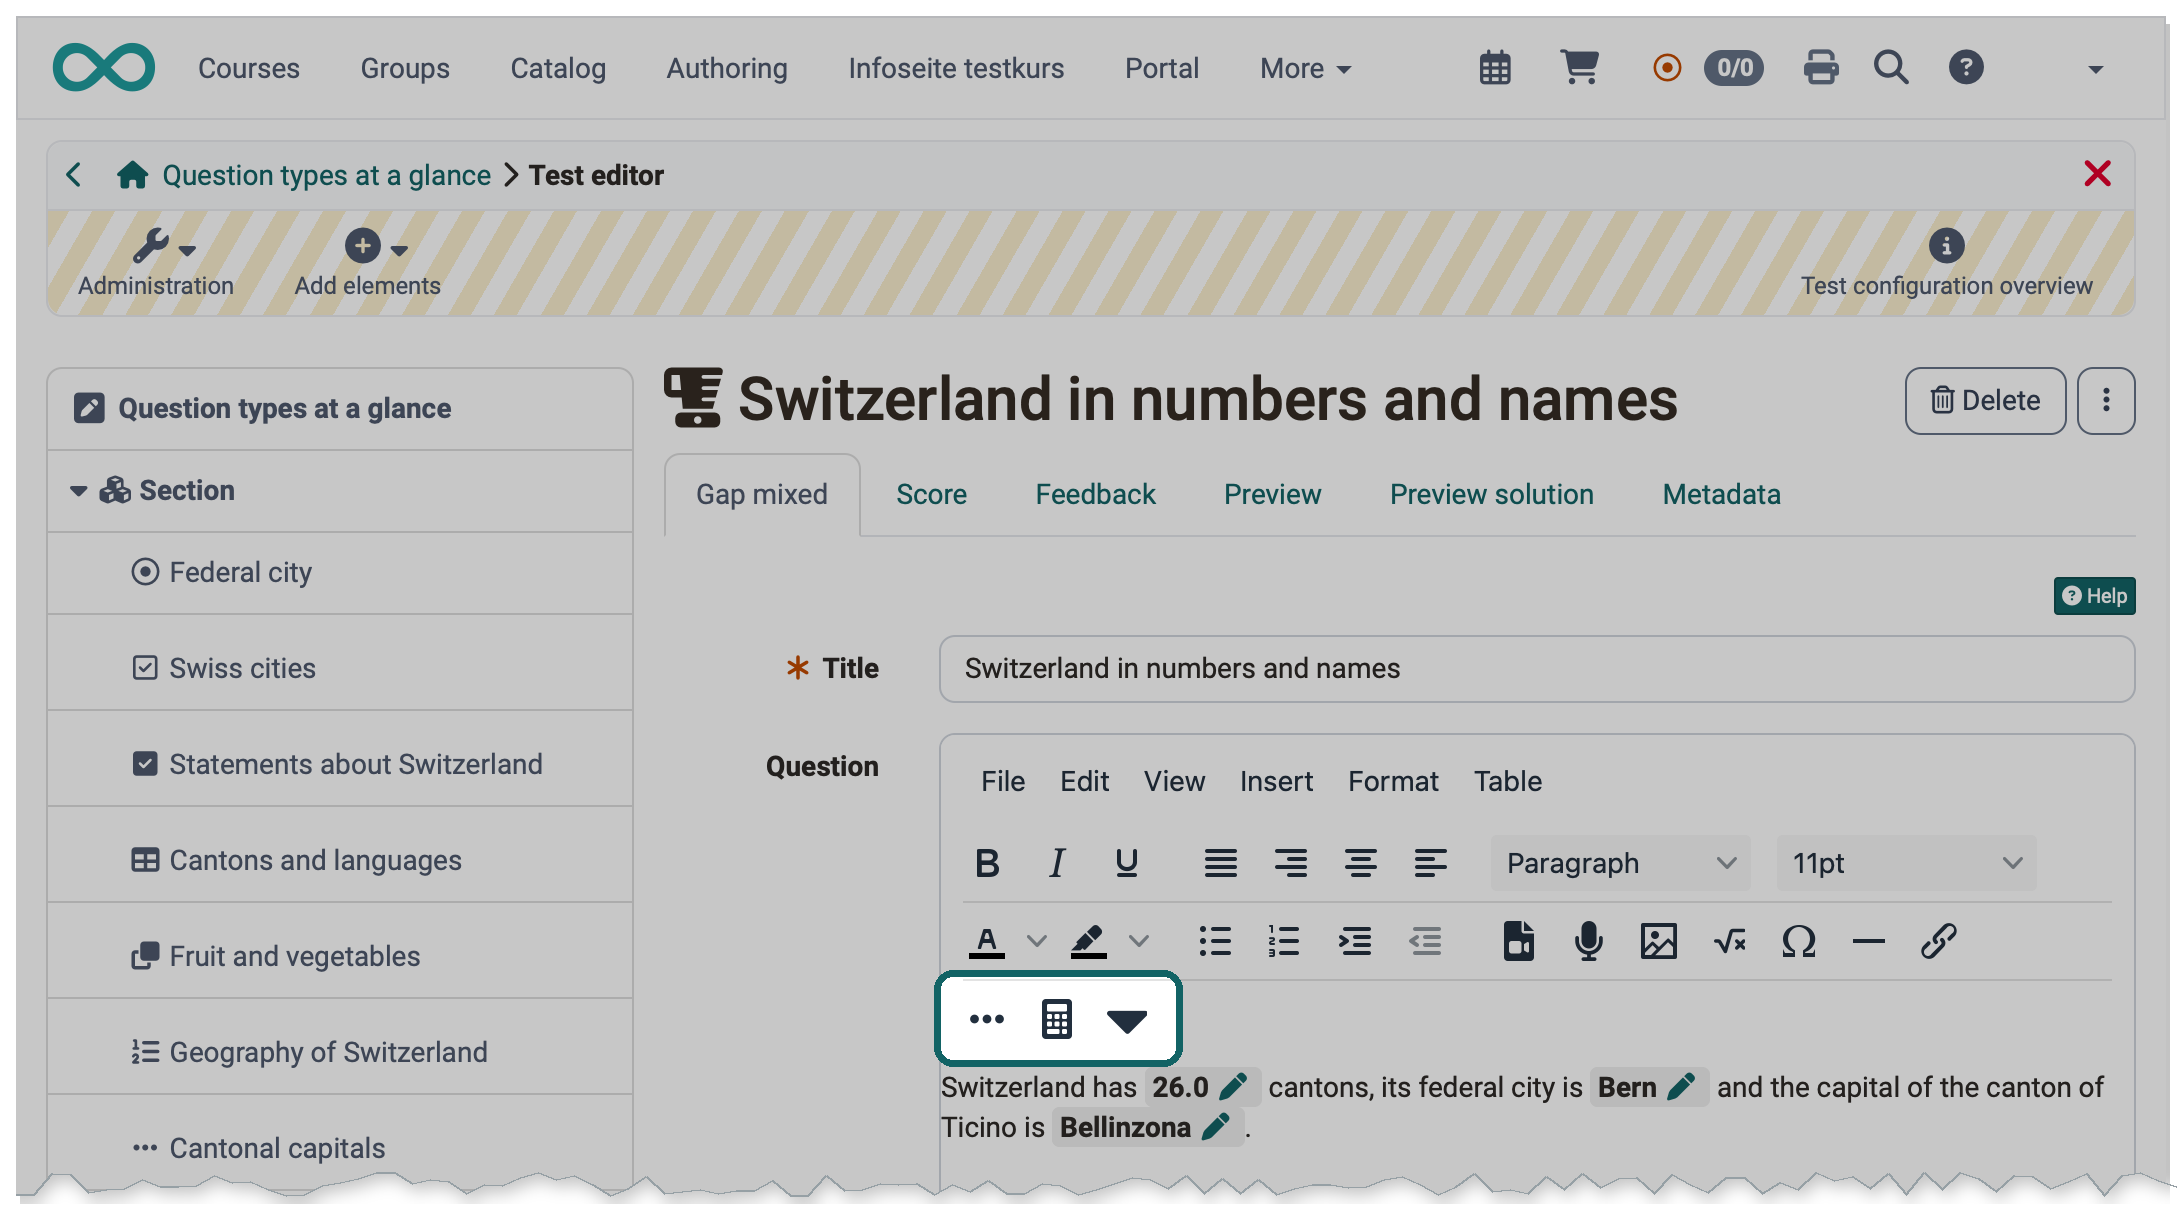 Courses Groups Catalog Authoring Infoseite testkurs Portal More 0/0
Question types at a glance Test editor
Administration Add elements Test configuration overview
Question types at a glance
Section
Federal city
Swiss cities
Statements about Switzerland
Cantons and languages
Fruit and vegetables
Geography of Switzerland
Cantonal capitals
Switzerland in numbers and names Delete
Gap mixed Score Feedback Preview Preview solution Metadata
Help
Title Switzerland in numbers and names
Question
File Edit View Insert Format Table
B I U Paragraph 11pt
A
Switzerland has 26.0 cantons, its federal city is Bern and the capital of the canton of
Ticino is Bellinzona .